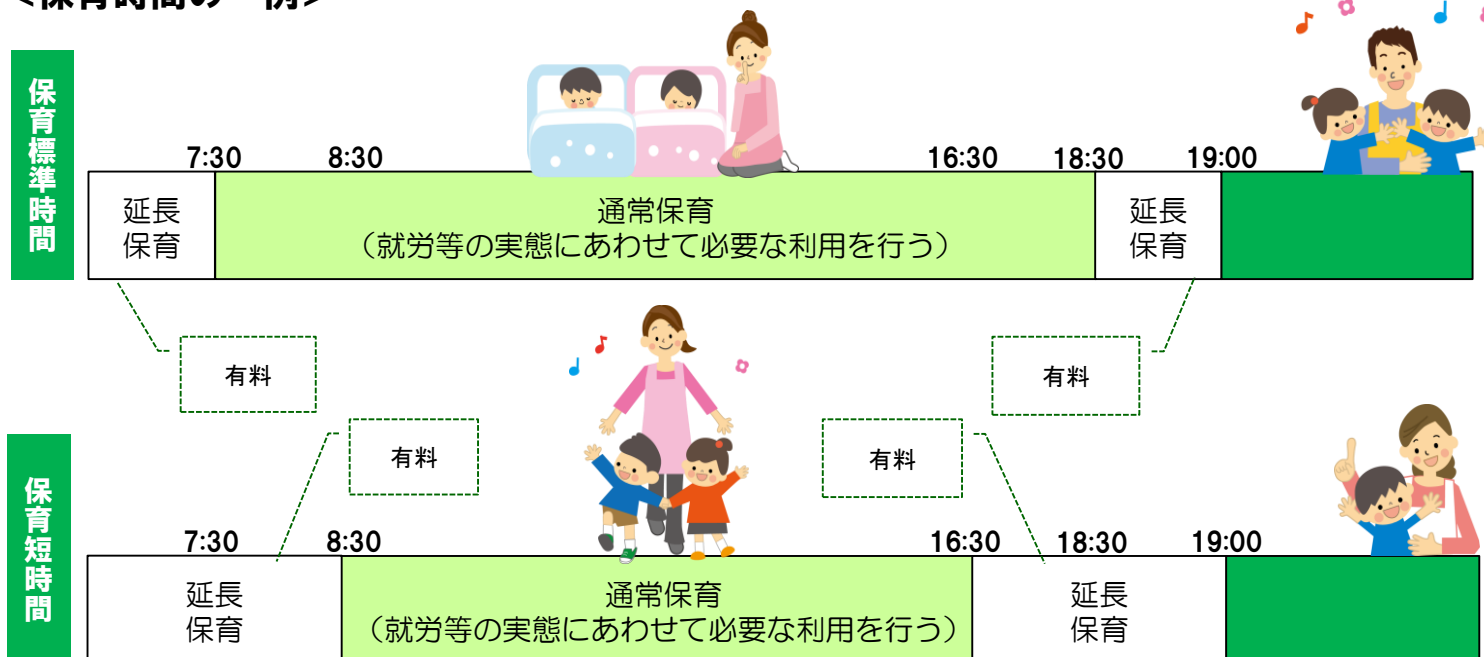 保育標準時間
7:30 8:30 16:30 18:30 19:00
延長
保育
通常保育
（就労等の実態にあわせて必要な利用を行う）
延長
保育
有料
有料
有料
有料
保育短時間
7:30 8:30 16:30 18:30 19:00
延長
保育
通常保育
（就労等の実態にあわせて必要な利用を行う）
延長
保育